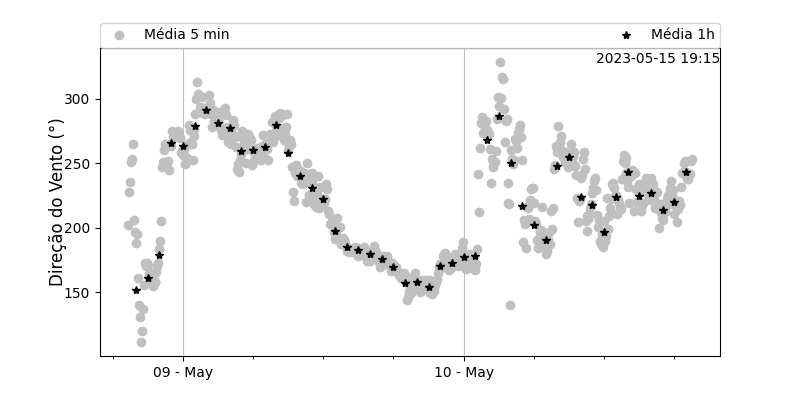 Média 5 min
Média 1h
2023-05-15 19:15
Direção do Vento (°)
300
250
200
150
09 - May
10 - May